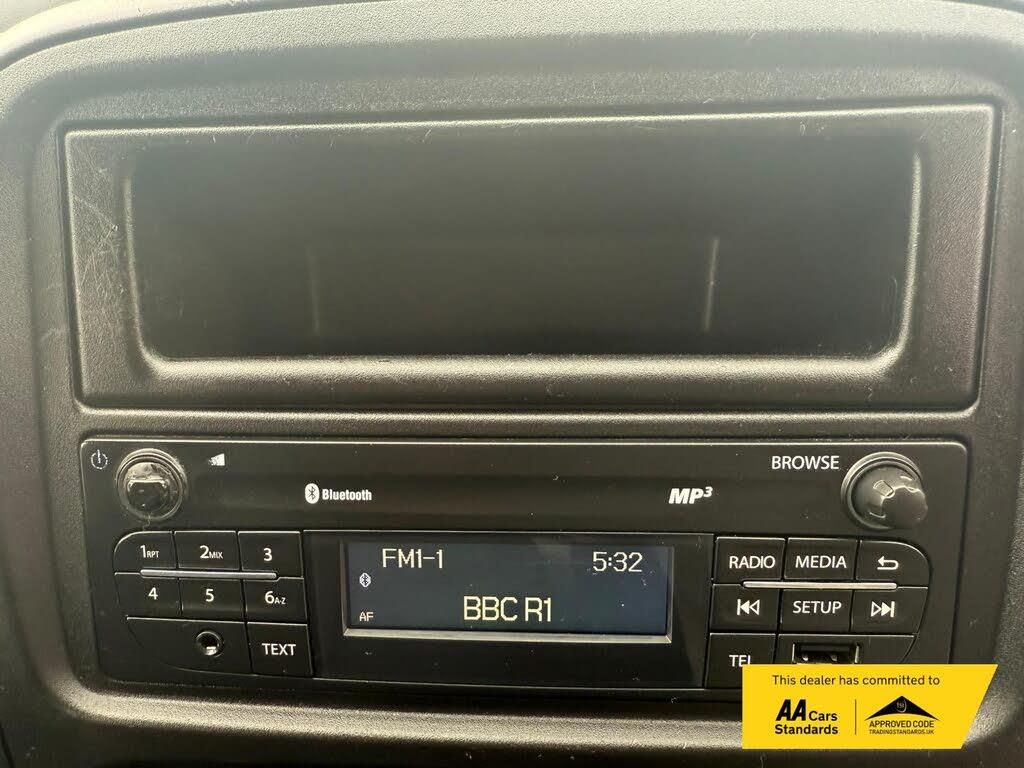 BROWSE
Bluetooth
MP3
1RPT 2MIX 3
FM1-1 5:32
RADIO MEDIA
4 5 6A-Z
AF BBC R1
SETUP
TEXT
TEL
This dealer has committed to
AA Cars
Standards
APPROVED CODE
TRADINGSTANDARDS.UK